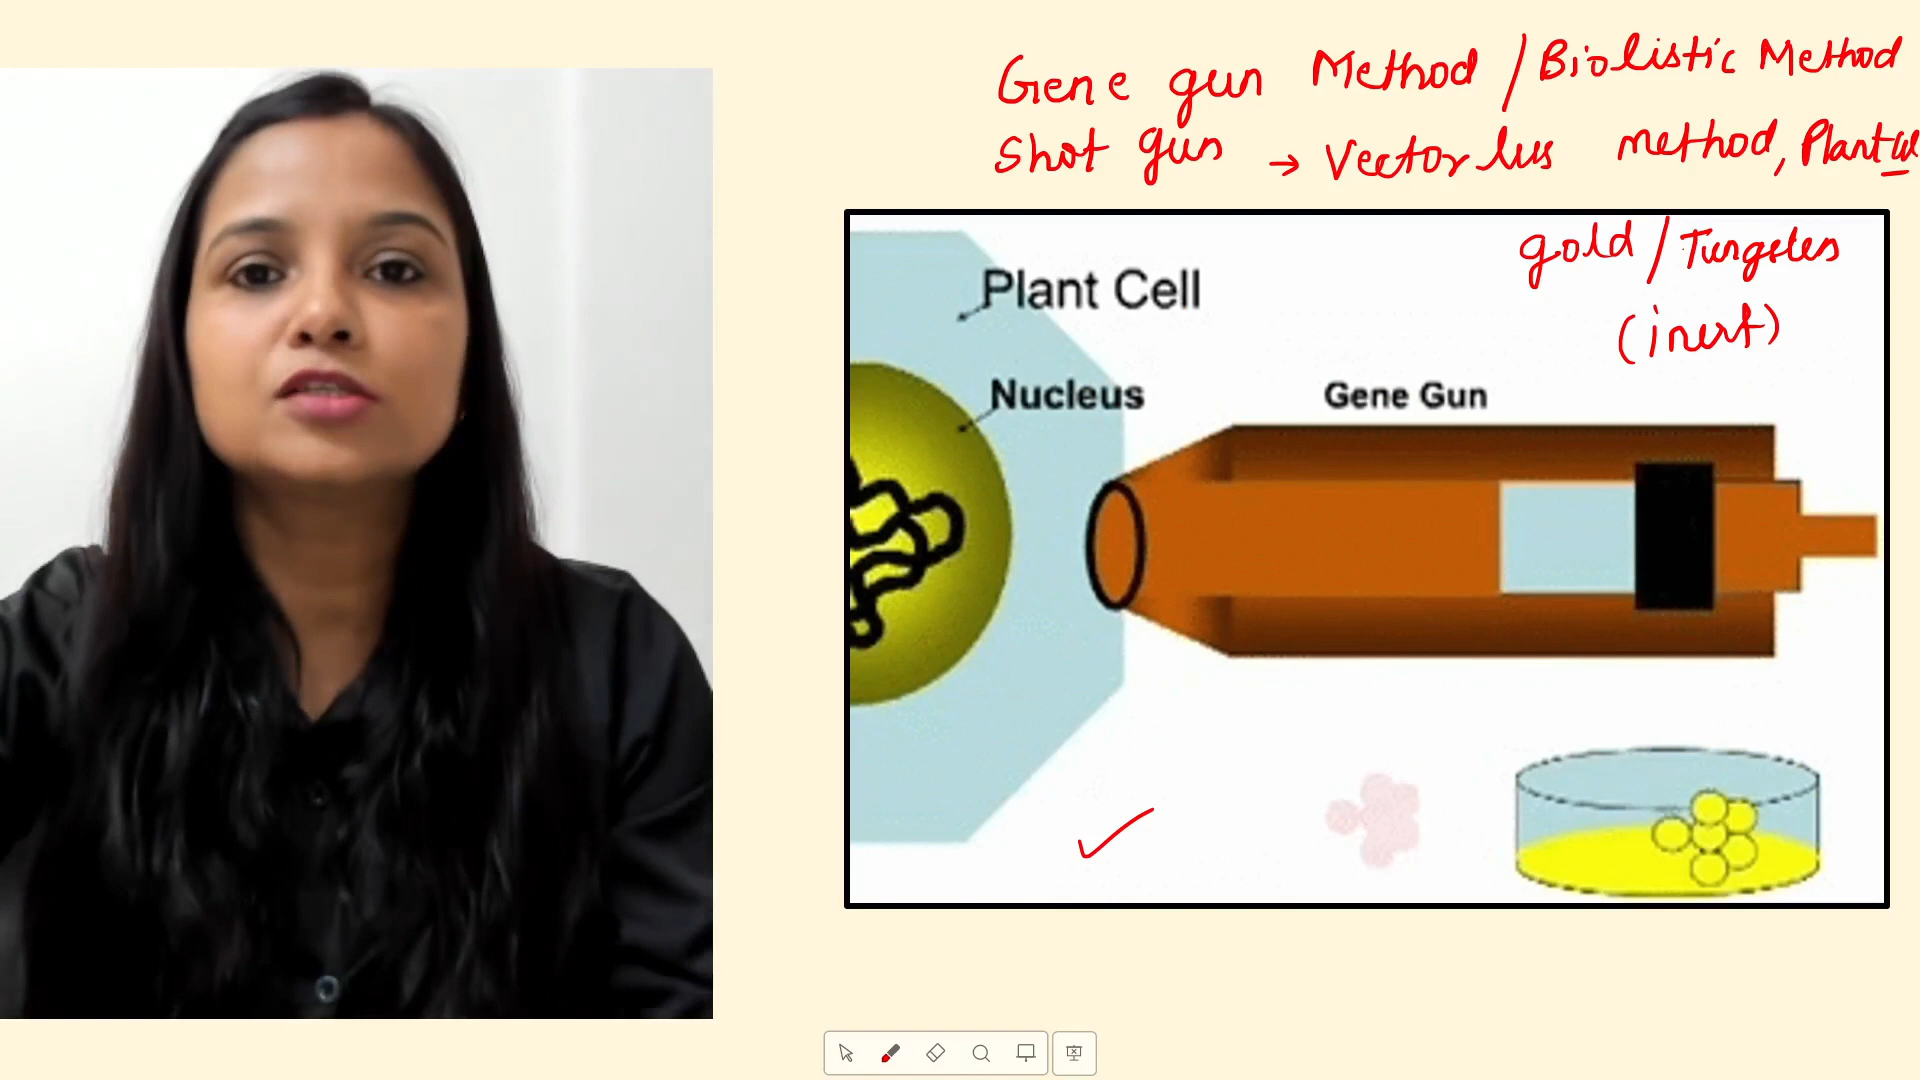 Gene gun Method / Biolistic Method
Shot gun → Vector less method, Plant
gold / Tungsten
(inert)
Plant Cell
Nucleus
Gene Gun